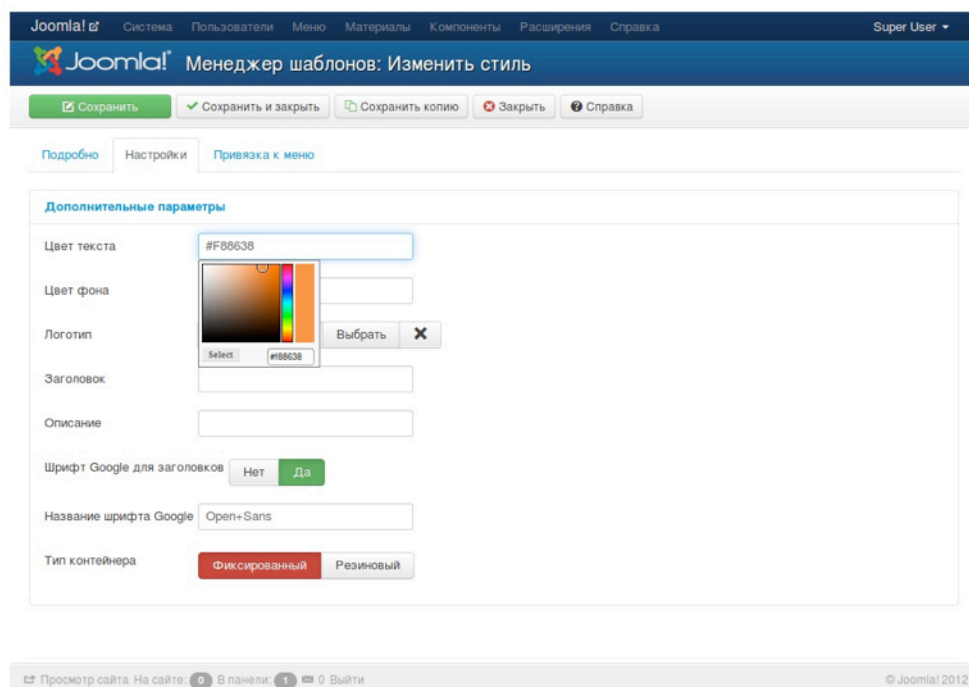 Joomla! Система Пользователи Меню Материалы Компоненты Расширения Справка Super User
Joomla! Менеджер шаблонов: Изменить стиль
Сохранить Сохранить и закрыть Сохранить копию Закрыть Справка
Подробно Настройки Привязка к меню
Дополнительные параметры
Цвет текста #F88638
Цвет фона
Логотип Выбрать
Select #f88638
Заголовок
Описание
Шрифт Google для заголовков Нет Да
Название шрифта Google Open+Sans
Тип контейнера Фиксированный Резиновый
Просмотр сайта На сайте: 0 В панели: 1 0 Выйти © Joomla! 2012